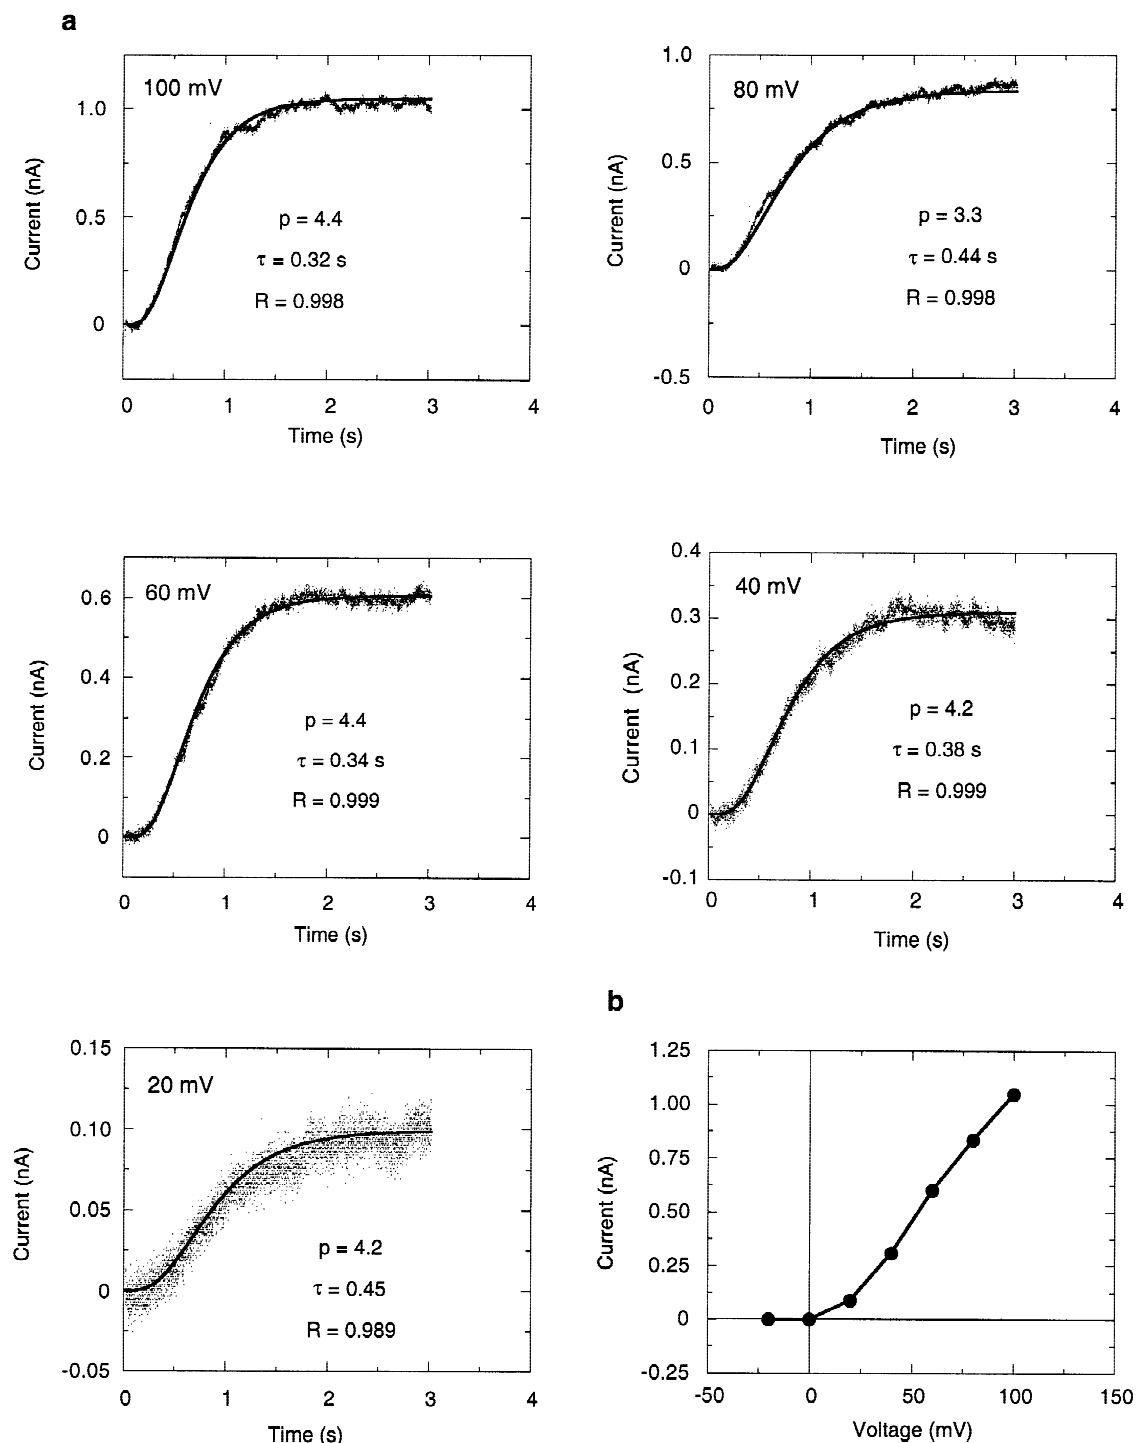 a
100 mV
1.0
0.5
0
Current (nA)
p = 4.4
τ = 0.32 s
R = 0.998
0 1 2 3 4
Time (s)
80 mV
1.0
0.5
0
-0.5
Current (nA)
p = 3.3
τ = 0.44 s
R = 0.998
0 1 2 3 4
Time (s)
60 mV
0.6
0.4
0.2
0
Current (nA)
p = 4.4
τ = 0.34 s
R = 0.999
0 1 2 3 4
Time (s)
40 mV
0.4
0.3
0.2
0.1
0
-0.1
Current (nA)
p = 4.2
τ = 0.38 s
R = 0.999
0 1 2 3 4
Time (s)
20 mV
0.15
0.10
0.05
0
-0.05
Current (nA)
p = 4.2
τ = 0.45
R = 0.989
0 1 2 3 4
Time (s)
b
1.25
1.00
0.75
0.50
0.25
0
-0.25
Current (nA)
-50 0 50 100 150
Voltage (mV)